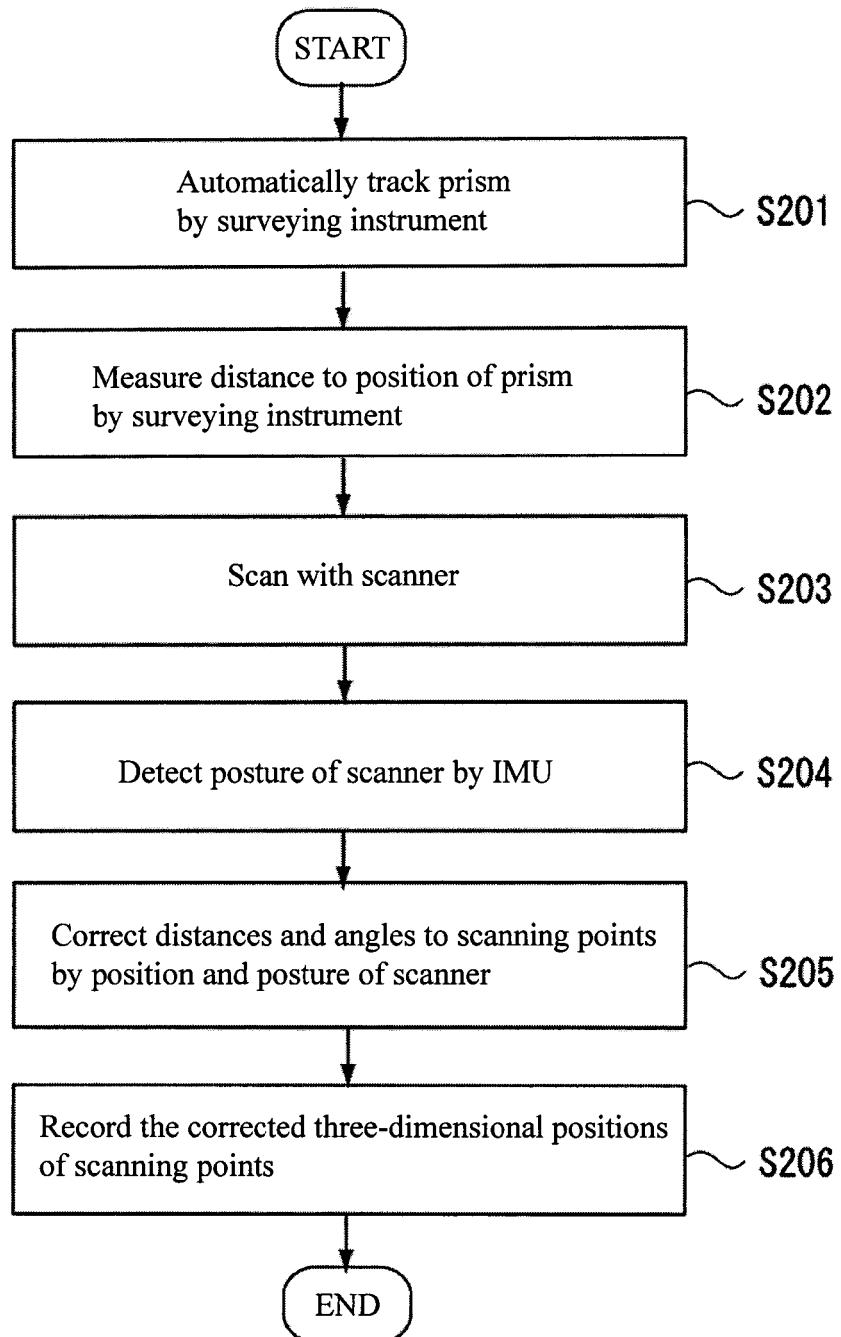 START
Automatically track prism
by surveying instrument
S201
Measure distance to position of prism
by surveying instrument
S202
Scan with scanner
S203
Detect posture of scanner by IMU
S204
Correct distances and angles to scanning points
by position and posture of scanner
S205
Record the corrected three-dimensional positions
of scanning points
S206
END